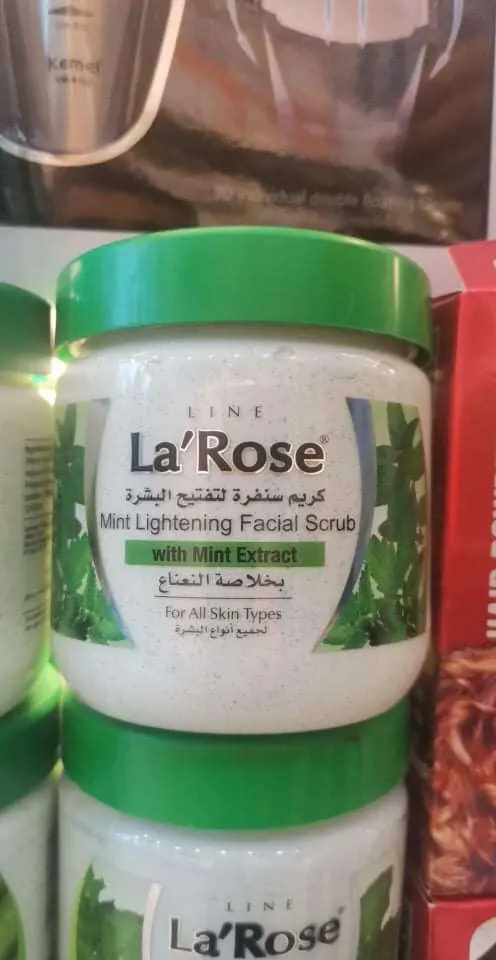 Kemei
LINE
La'Rose®
كريم سنفرة لتفتيح البشرة
Mint Lightening Facial Scrub
with Mint Extract
بخلاصة النعناع
For All Skin Types
لجميع أنواع البشرة
LINE
La'Rose